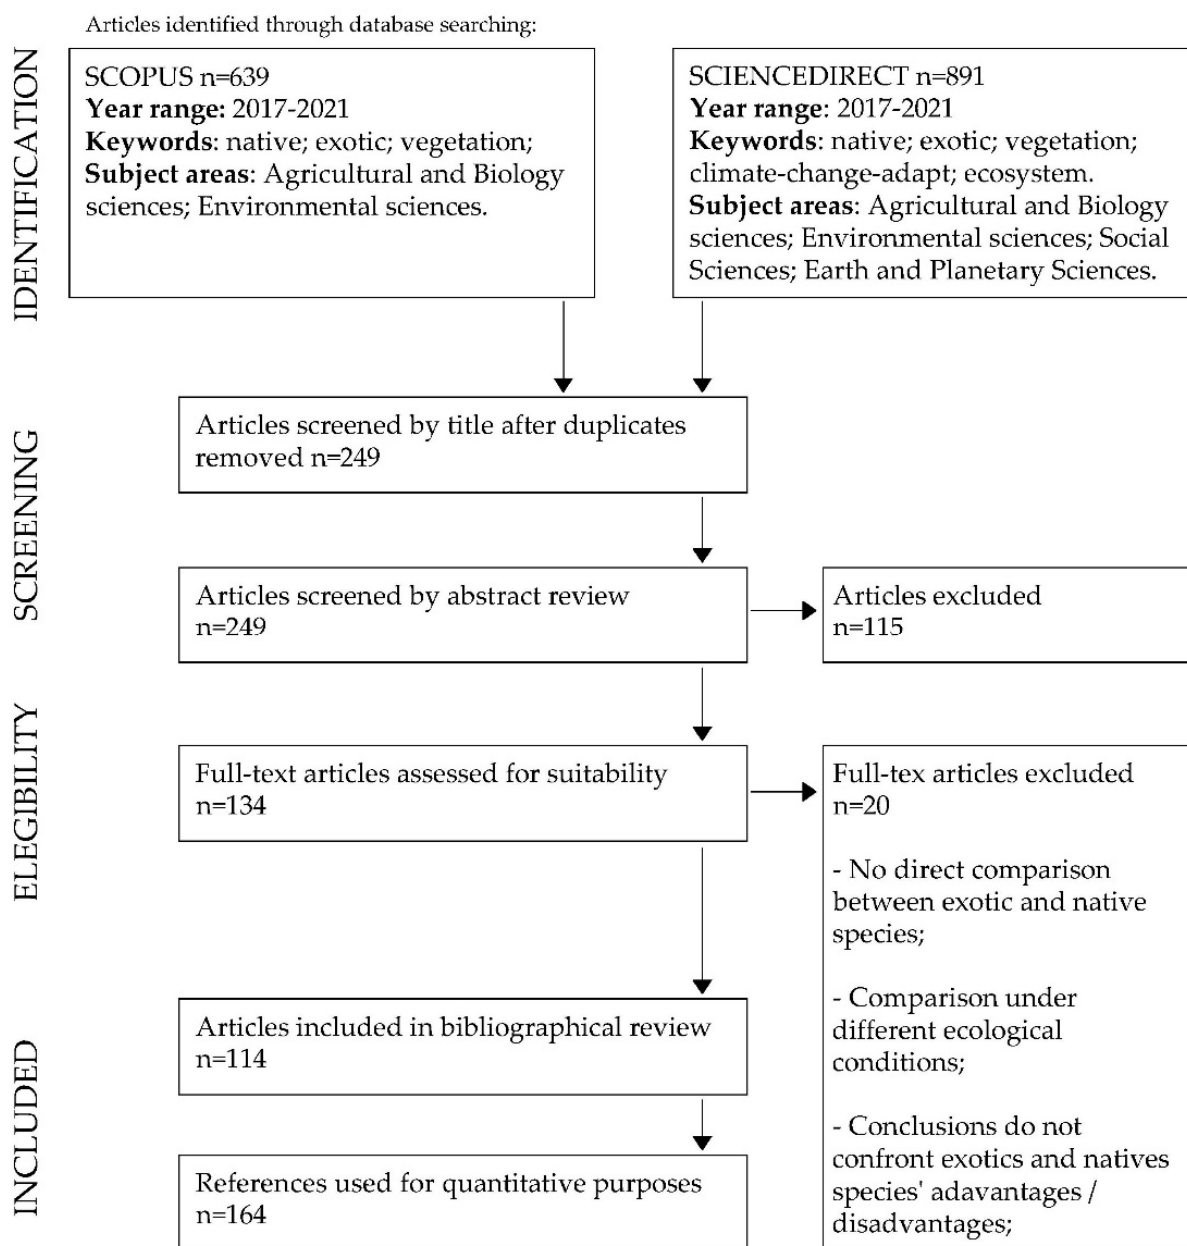 Articles identified through database searching:
IDENTIFICATION
SCOPUS n=639
Year range: 2017-2021
Keywords: native; exotic; vegetation;
Subject areas: Agricultural and Biology
sciences; Environmental sciences.
SCIENCEDIRECT n=891
Year range: 2017-2021
Keywords: native; exotic; vegetation;
climate-change-adapt; ecosystem.
Subject areas: Agricultural and Biology
sciences; Environmental sciences; Social
Sciences; Earth and Planetary Sciences.
SCREENING
Articles screened by title after duplicates
removed n=249
Articles screened by abstract review
n=249
Articles excluded
n=115
ELEGIBILITY
Full-text articles assessed for suitability
n=134
Full-tex articles excluded
n=20
- No direct comparison
between exotic and native
species;
- Comparison under
different ecological
conditions;
- Conclusions do not
confront exotics and natives
species' adavantages /
disadvantages;
INCLUDED
Articles included in bibliographical review
n=114
References used for quantitative purposes
n=164